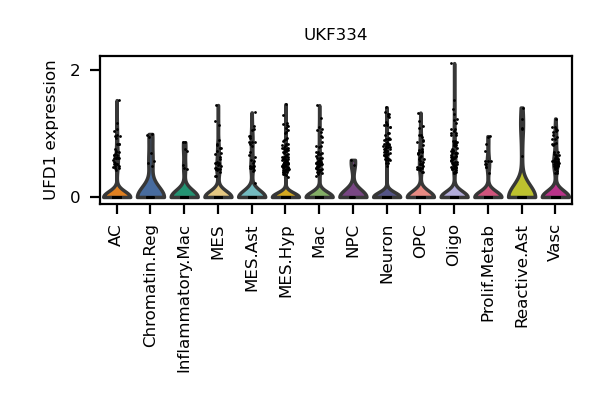 UKF334
UFD1 expression
2
0
AC
Chromatin.Reg
Inflammatory.Mac
MES
MES.Ast
MES.Hyp
Mac
NPC
Neuron
OPC
Oligo
Prolif.Metab
Reactive.Ast
Vasc